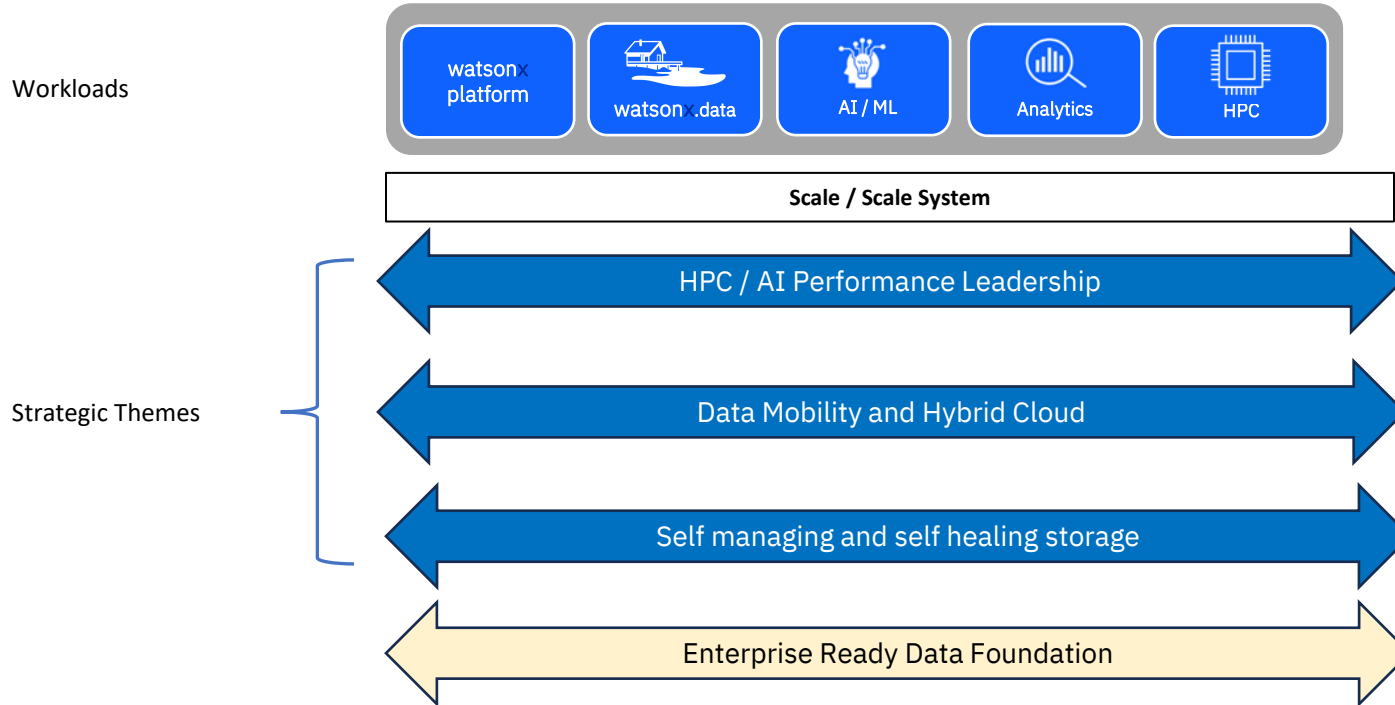 Workloads
watsonx
platform
watsonx.data
AI / ML
Analytics
HPC
Scale / Scale System
HPC / AI Performance Leadership
Strategic Themes
Data Mobility and Hybrid Cloud
Self managing and self healing storage
Enterprise Ready Data Foundation